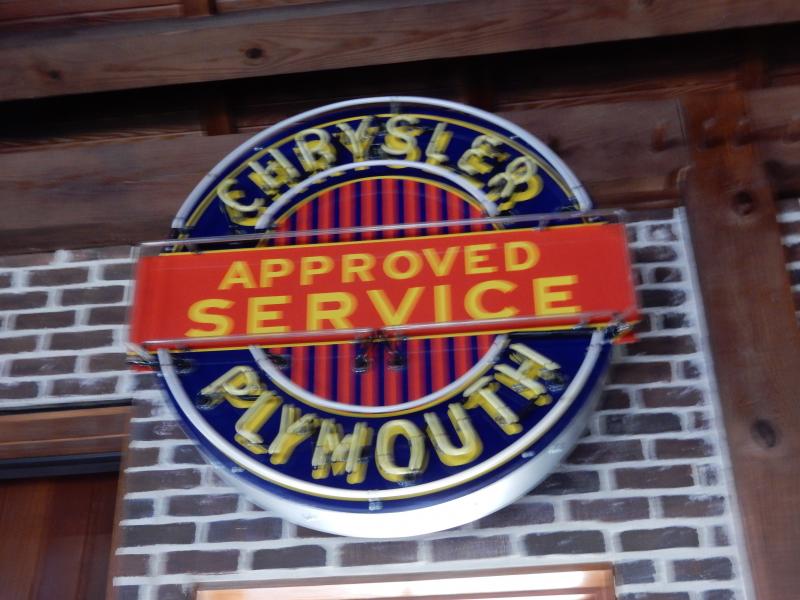 CHRYSLER
APPROVED
SERVICE
PLYMOUTH